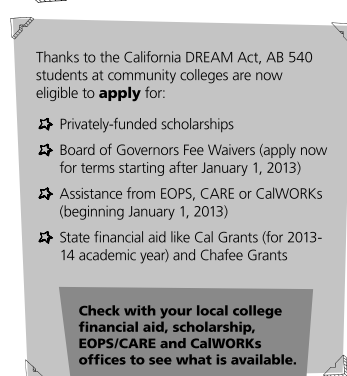 Thanks to the California DREAM Act, AB 540
students at community colleges are now
eligible to apply for:
Privately-funded scholarships
Board of Governors Fee Waivers (apply now
for terms starting after January 1, 2013)
Assistance from EOPS, CARE or CalWORKs
(beginning January 1, 2013)
State financial aid like Cal Grants (for 2013-
14 academic year) and Chafee Grants
Check with your local college
financial aid, scholarship,
EOPS/CARE and CalWORKs
offices to see what is available.